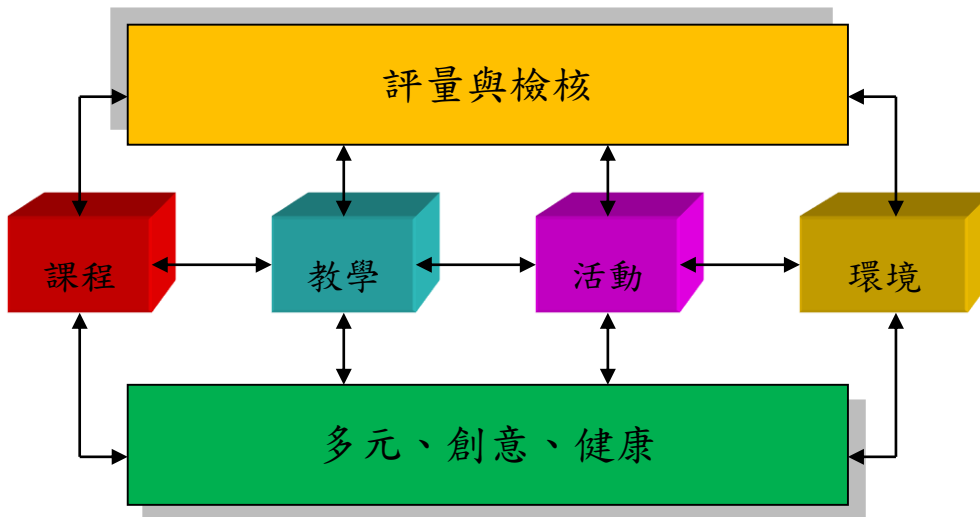 評量與檢核
課程
教學
活動
環境
多元、創意、健康